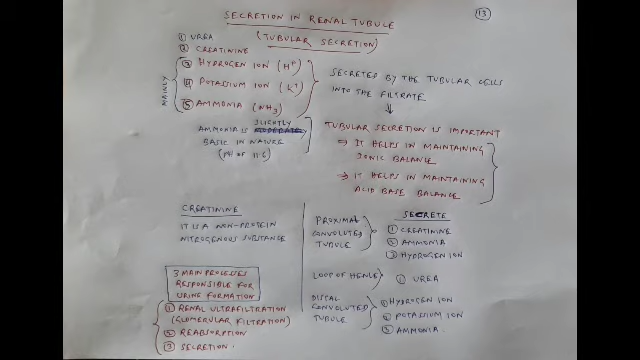 13
SECRETION IN RENAL TUBULE
(TUBULAR SECRETION)
① UREA
② CREATININE
MAINLY
③ HYDROGEN ION (H+)
④ POTASSIUM ION (K+)
⑤ AMMONIA (NH3)
SECRETED BY THE TUBULAR CELLS
INTO THE FILTRATE
AMMONIA IS SLIGHTLY
BASIC IN NATURE
(PH OF 11.6)
TUBULAR SECRETION IS IMPORTANT
→ IT HELPS IN MAINTAINING
IONIC BALANCE
→ IT HELPS IN MAINTAINING
ACID BASE BALANCE
CREATININE
IT IS A NON-PROTEIN
NITROGENOUS SUBSTANCE
3 MAIN PROCESSES
RESPONSIBLE FOR
URINE FORMATION
① RENAL ULTRAFILTRATION
(GLOMERULAR FILTRATION)
② REABSORPTION
③ SECRETION.
SECRETE
PROXIMAL
CONVOLUTED
TUBULE
① CREATININE
② AMMONIA
③ HYDROGEN ION
LOOP OF HENLE
① UREA
DISTAL
CONVOLUTED
TUBULE
① HYDROGEN ION
② POTASSIUM ION
③ AMMONIA.